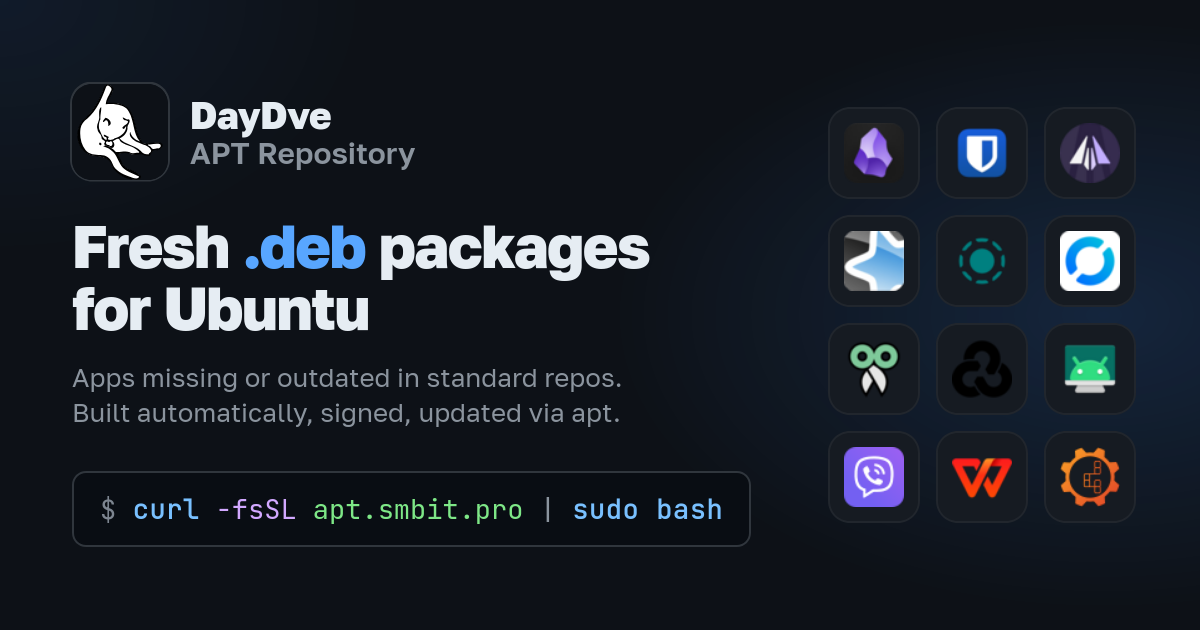 DayDve
APT Repository
Fresh .deb packages
for Ubuntu
Apps missing or outdated in standard repos.
Built automatically, signed, updated via apt.
$ curl -fsSL apt.smbit.pro | sudo bash